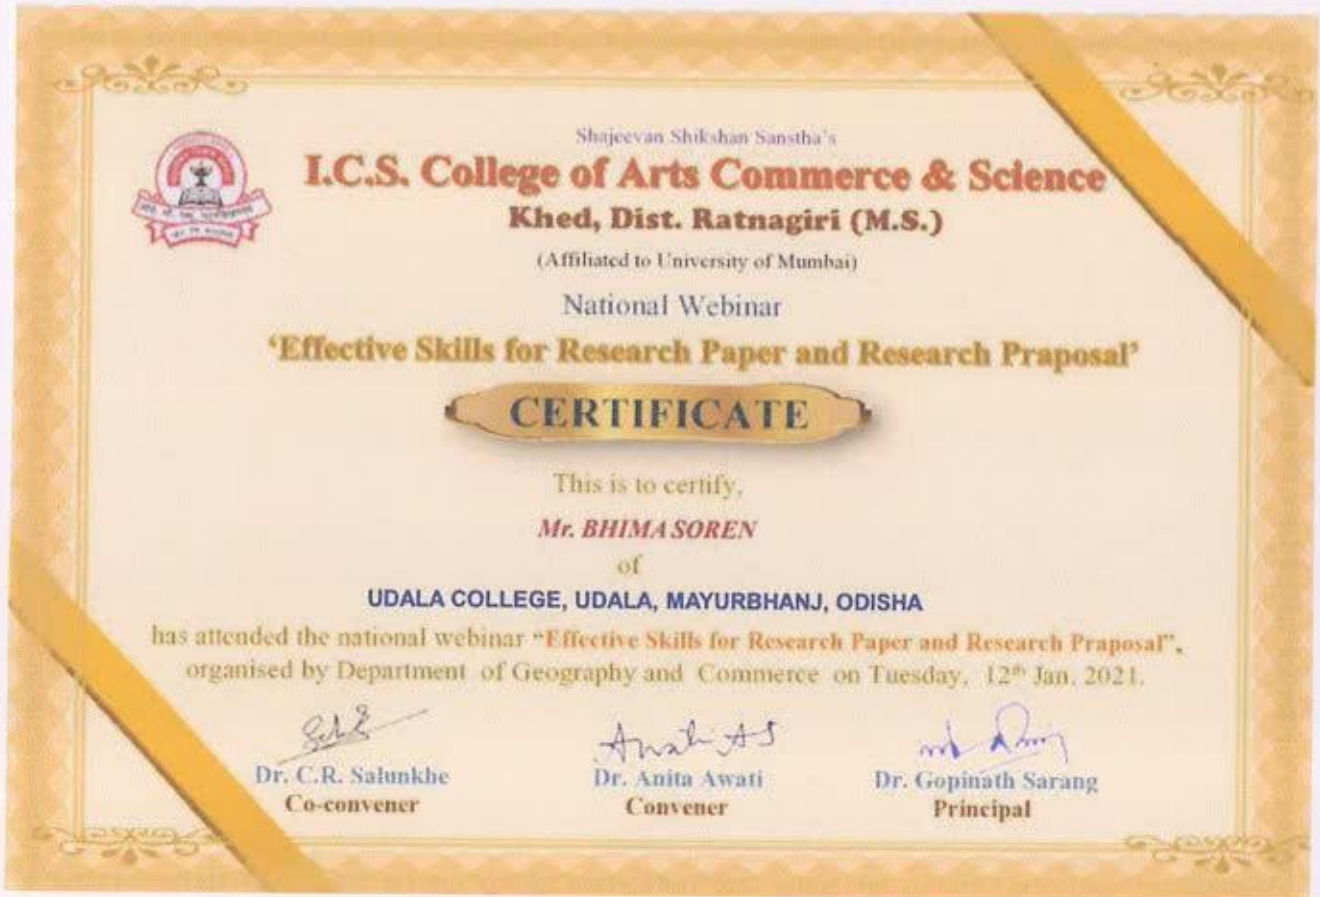 Shajeevan Shikshan Sanstha's
I.C.S. College of Arts Commerce & Science
Khed, Dist. Ratnagiri (M.S.)
(Affiliated to University of Mumbai)
National Webinar
‘Effective Skills for Research Paper and Research Praposal’
CERTIFICATE
This is to certify,
Mr. BHIMA SOREN
of
UDALA COLLEGE, UDALA, MAYURBHANJ, ODISHA
has attended the national webinar “Effective Skills for Research Paper and Research Praposal”,
organised by Department of Geography and Commerce on Tuesday, 12th Jan. 2021.
Dr. C.R. Salunkhe
Co-convener
Dr. Anita Awati
Convener
Dr. Gopinath Sarang
Principal